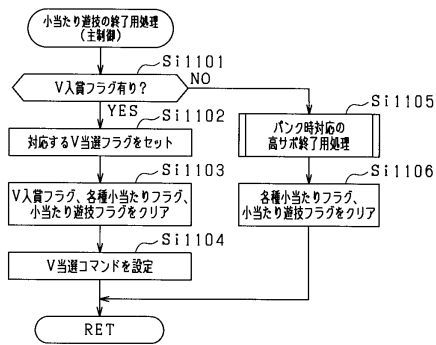 小当たり遊技の終了用処理
(主制御)
Si1101
V入賞フラグ有り?
NO
YES
Si1102
対応するV当選フラグをセット
Si1103
V入賞フラグ、各種小当たりフラグ、
小当たり遊技フラグをクリア
Si1104
V当選コマンドを設定
Si1105
パンク時対応の
高サポ終了用処理
Si1106
各種小当たりフラグ、
小当たり遊技フラグをクリア
RET